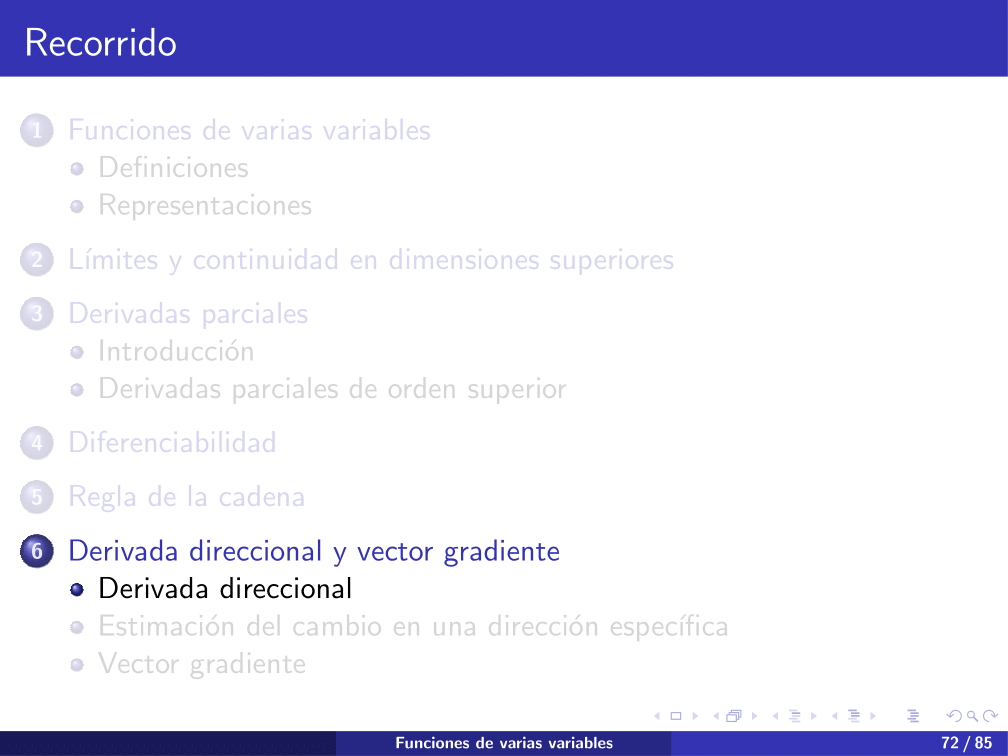 Recorrido
1 Funciones de varias variables
Definiciones
Representaciones
2 Límites y continuidad en dimensiones superiores
3 Derivadas parciales
Introducción
Derivadas parciales de orden superior
4 Diferenciabilidad
5 Regla de la cadena
6 Derivada direccional y vector gradiente
Derivada direccional
Estimación del cambio en una dirección específica
Vector gradiente
Funciones de varias variables 72 / 85